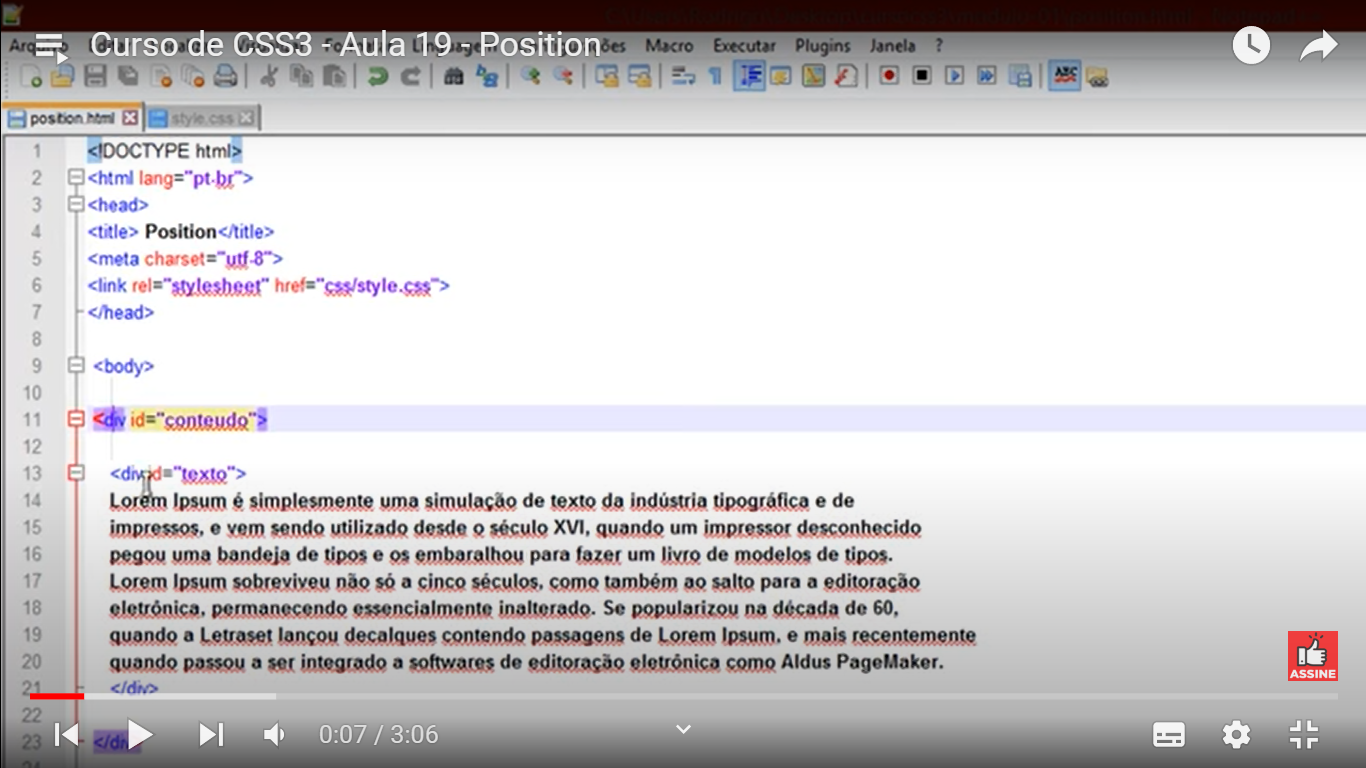 Curso de CSS3 - Aula 19 - Position
Macro Executar Plugins Janela ?
position.html style.css
1 <!DOCTYPE html>
2 <html lang="pt-br">
3 <head>
4 <title> Position</title>
5 <meta charset="utf-8">
6 <link rel="stylesheet" href="css/style.css">
7 </head>
8
9 <body>
10
11 <div id="conteudo">
12
13 <div id="texto">
14 Lorem Ipsum é simplesmente uma simulação de texto da indústria tipográfica e de
15 impressos, e vem sendo utilizado desde o século XVI, quando um impressor desconhecido
16 pegou uma bandeja de tipos e os embaralhou para fazer um livro de modelos de tipos.
17 Lorem Ipsum sobreviveu não só a cinco séculos, como também ao salto para a editoração
18 eletrônica, permanecendo essencialmente inalterado. Se popularizou na década de 60,
19 quando a Letraset lançou decalques contendo passagens de Lorem Ipsum, e mais recentemente
20 quando passou a ser integrado a softwares de editoração eletrônica como Aldus PageMaker.
21 </div>
22
23 </div>
ASSINE
0:07 / 3:06